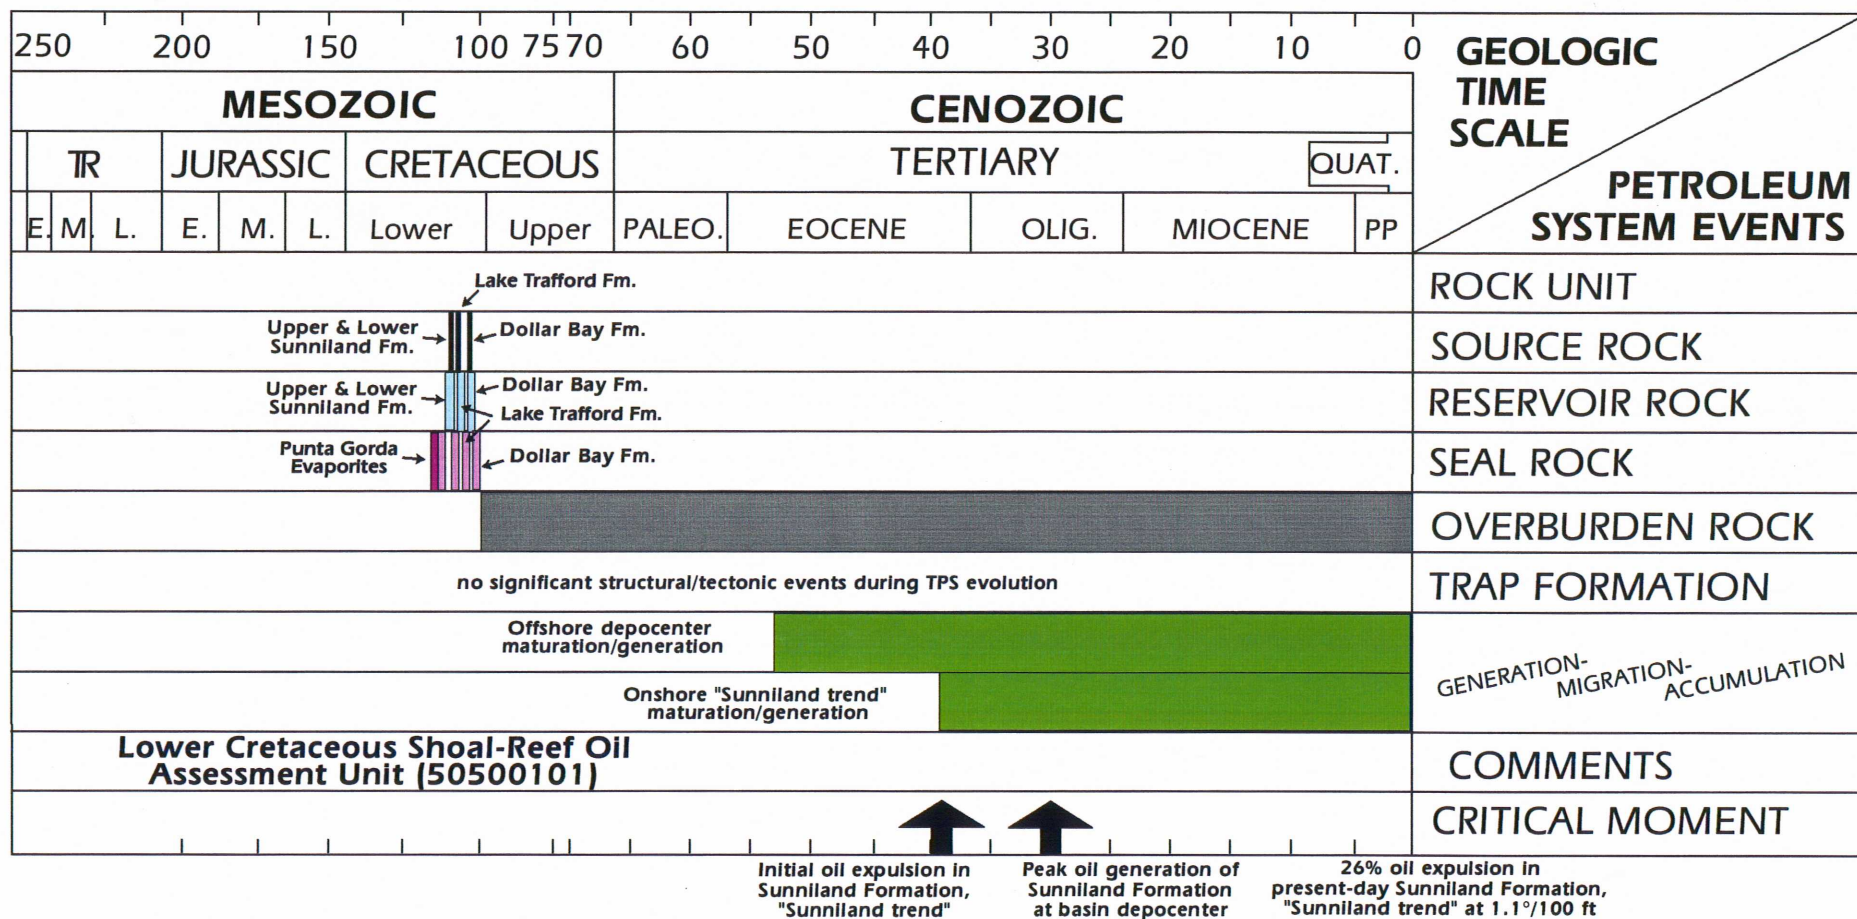 250 200 150 100 75 70 60 50 40 30 20 10 0
GEOLOGIC
TIME
SCALE
PETROLEUM
SYSTEM EVENTS
MESOZOIC CENOZOIC
TR JURASSIC CRETACEOUS TERTIARY QUAT.
E. M. L. E. M. L. Lower Upper PALEO. EOCENE OLIG. MIOCENE PP
Lake Trafford Fm.
ROCK UNIT
Upper & Lower
Sunniland Fm.
Dollar Bay Fm.
SOURCE ROCK
Upper & Lower
Sunniland Fm.
Dollar Bay Fm.
Lake Trafford Fm.
RESERVOIR ROCK
Punta Gorda
Evaporites
Dollar Bay Fm.
SEAL ROCK
OVERBURDEN ROCK
no significant structural/tectonic events during TPS evolution
TRAP FORMATION
Offshore depocenter
maturation/generation
Onshore "Sunniland trend"
maturation/generation
GENERATION-
MIGRATION-
ACCUMULATION
Lower Cretaceous Shoal-Reef Oil
Assessment Unit (50500101)
COMMENTS
CRITICAL MOMENT
Initial oil expulsion in
Sunniland Formation,
"Sunniland trend"
Peak oil generation of
Sunniland Formation
at basin depocenter
26% oil expulsion in
present-day Sunniland Formation,
"Sunniland trend" at 1.1°/100 ft